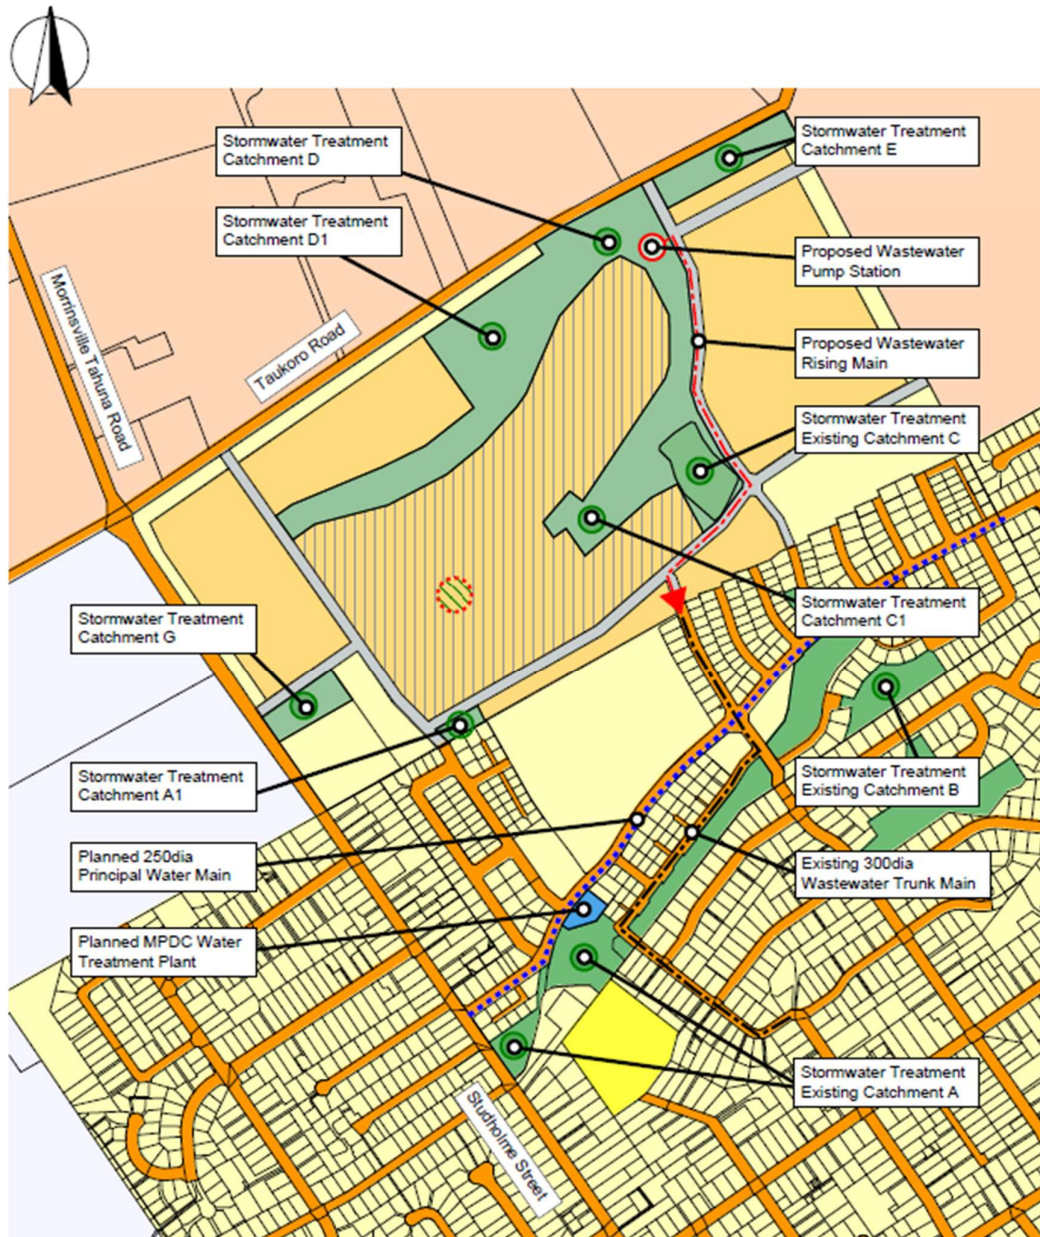 Stormwater Treatment
Catchment D
Stormwater Treatment
Catchment E
Stormwater Treatment
Catchment D1
Proposed Wastewater
Pump Station
Morrinsville Tahuna Road
Taukoro Road
Proposed Wastewater
Rising Main
Stormwater Treatment
Existing Catchment C
Stormwater Treatment
Catchment G
Stormwater Treatment
Catchment C1
Stormwater Treatment
Catchment A1
Stormwater Treatment
Existing Catchment B
Planned 250dia
Principal Water Main
Existing 300dia
Wastewater Trunk Main
Planned MPDC Water
Treatment Plant
Stormwater Treatment
Existing Catchment A
Studholme Street